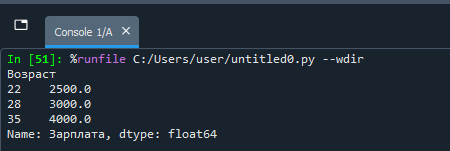 Console 1/A
In [51]: %runfile C:/Users/user/untitled0.py --wdir
Возраст
22    2500.0
28    3000.0
35    4000.0
Name: Зарплата, dtype: float64